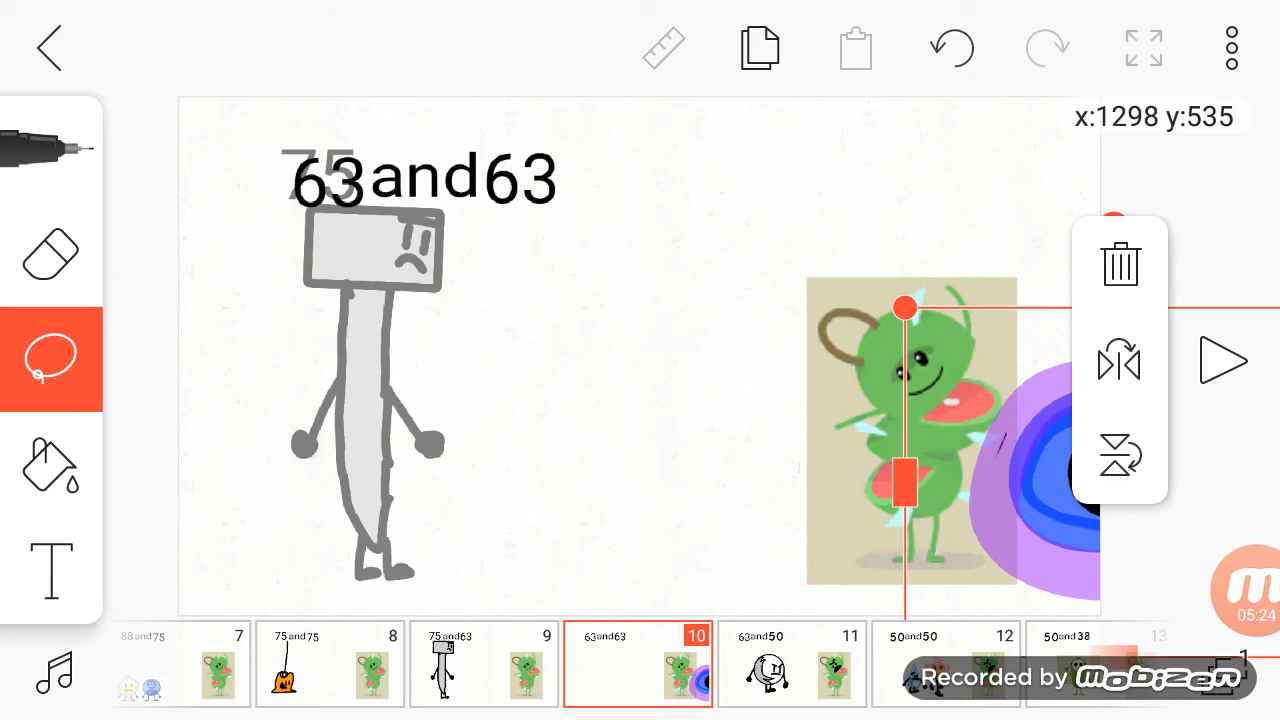 x:1298 y:535
75
63and63
T
05:24
88and75 7
75and75 8
75and63 9
63and63 10
63and50 11
50and50 12
50and38 13
1
Recorded by mobizen